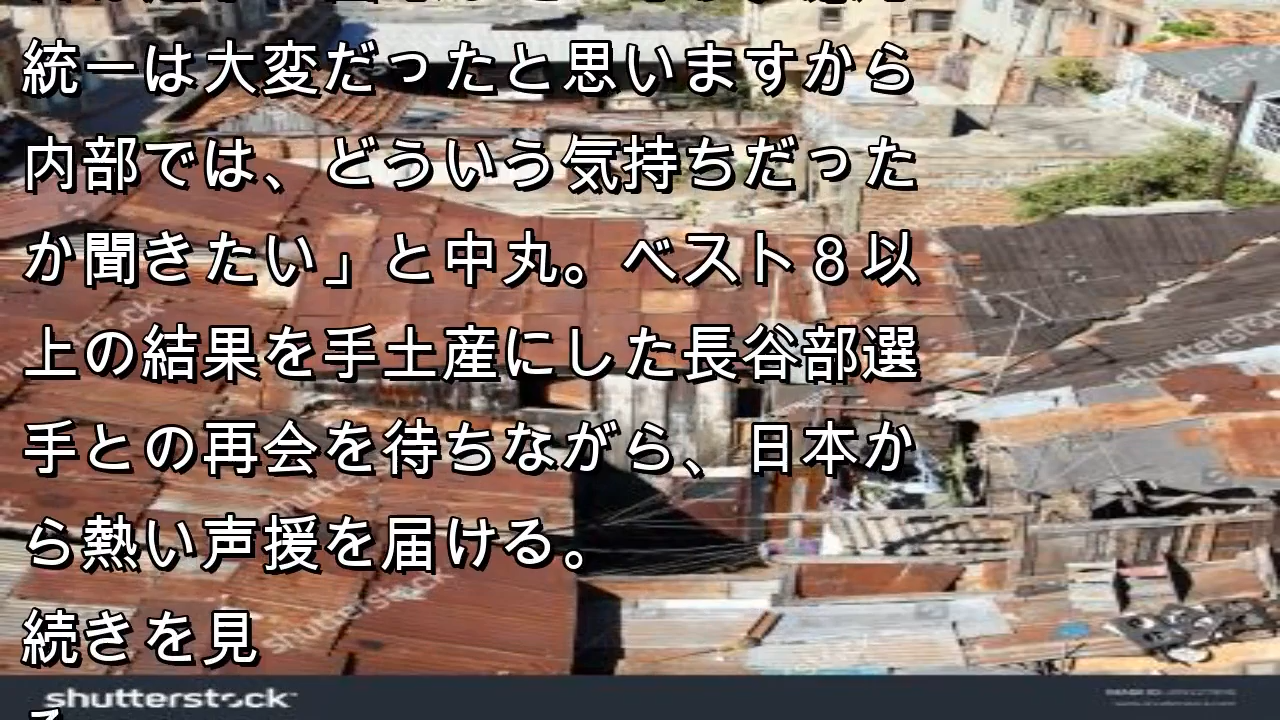 統一は大変だったと思いますから
内部では、どういう気持ちだった
か聞きたい」と中丸。ベスト８以
上の結果を手土産にした長谷部選
手との再会を待ちながら、日本か
ら熱い声援を届ける。
続きを見
shutterstock